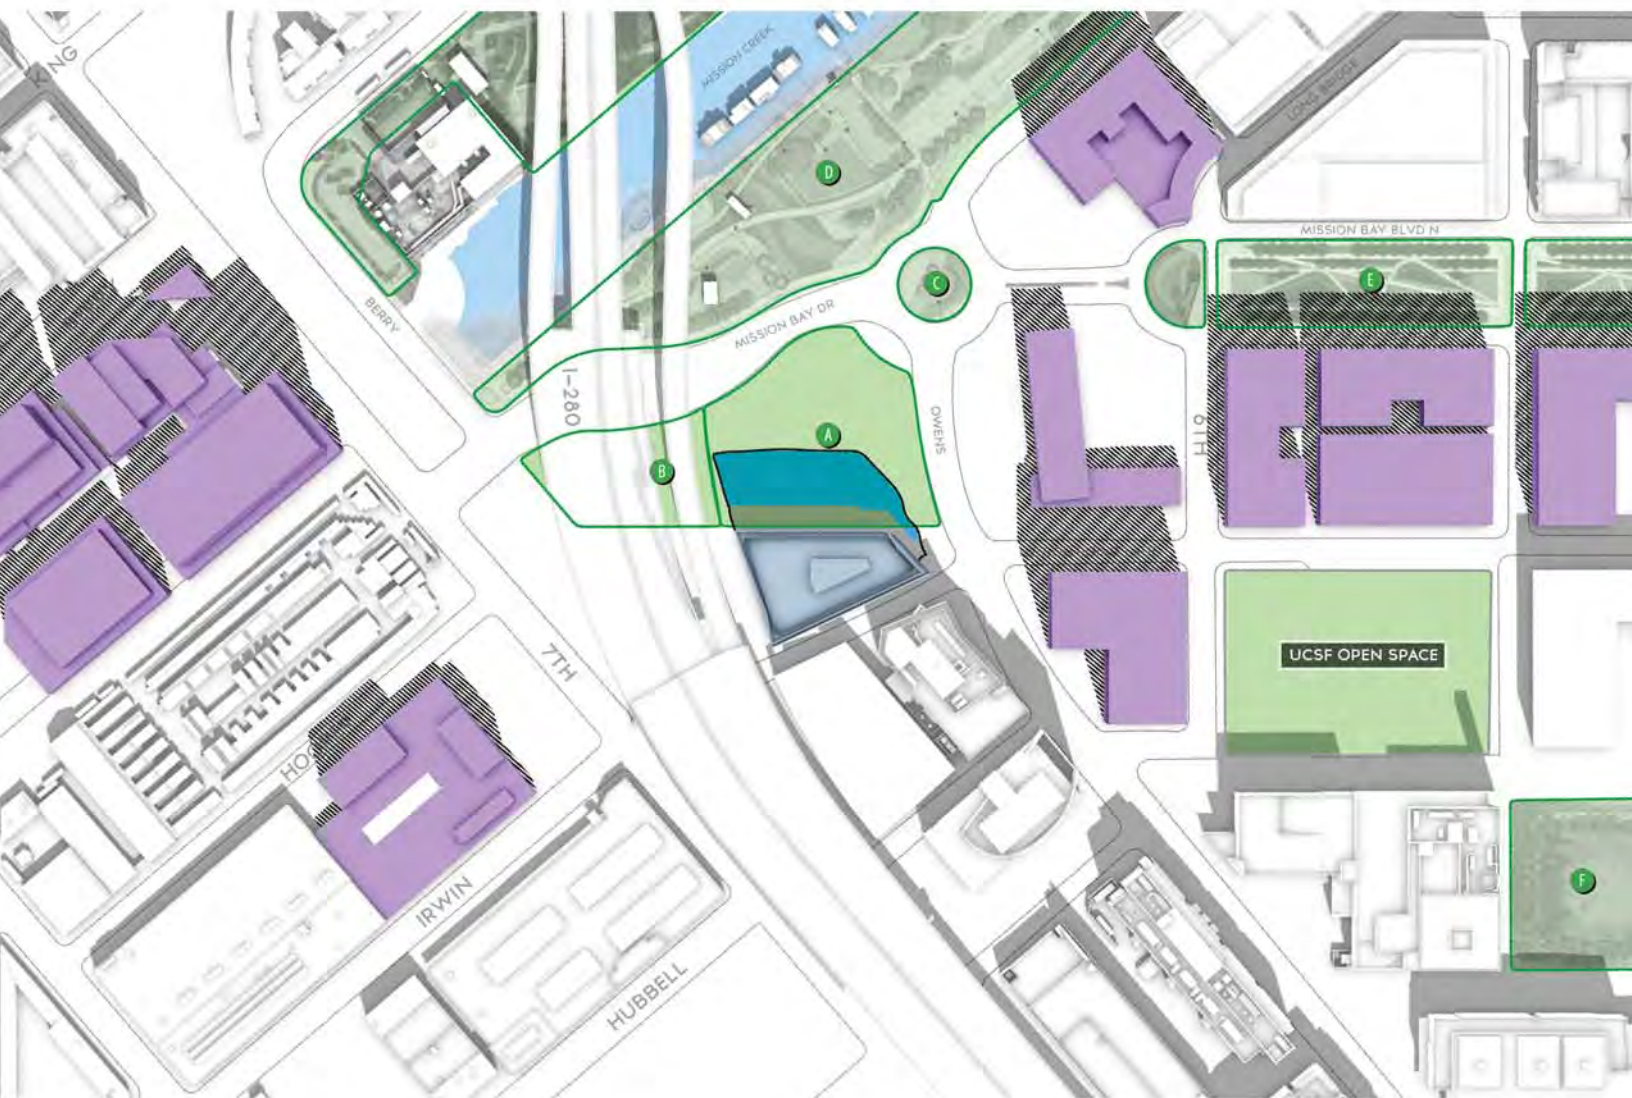 KING
MISSION CREEK
LONG BRIDGE
D
MISSION BAY BLVD N
C
E
BERRY
MISSION BAY DR
I-280
OWENS
6TH
A
B
UCSF OPEN SPACE
7TH
IRWIN
F
HUBBELL